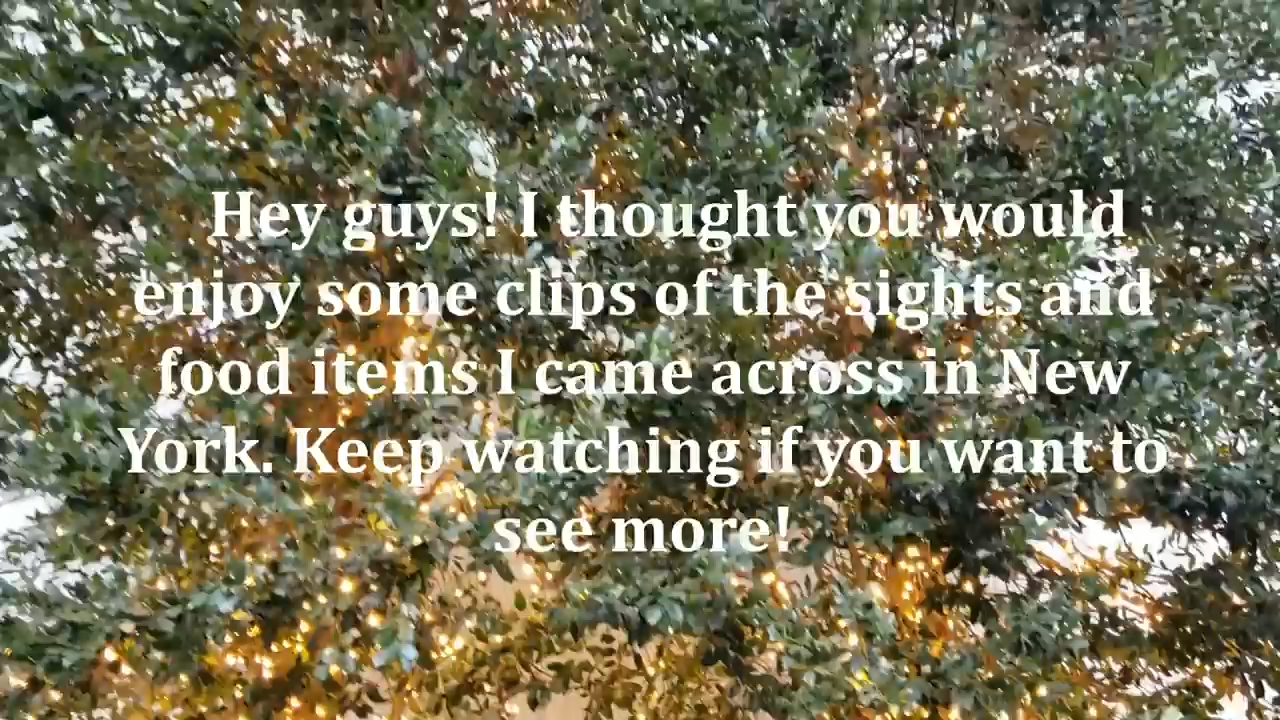 Hey guys! I thought you would
enjoy some clips of the sights and
food items I came across in New
York. Keep watching if you want to
see more!